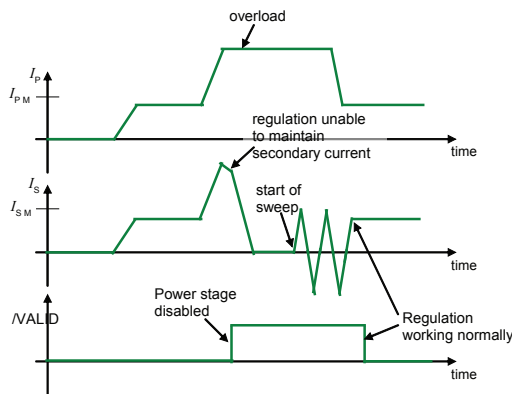 overload
I_P
I_PM
regulation unable
to maintain
secondary current
time
I_S
I_SM
start of
sweep
time
Power stage
disabled
/VALID
Regulation
working normally
time